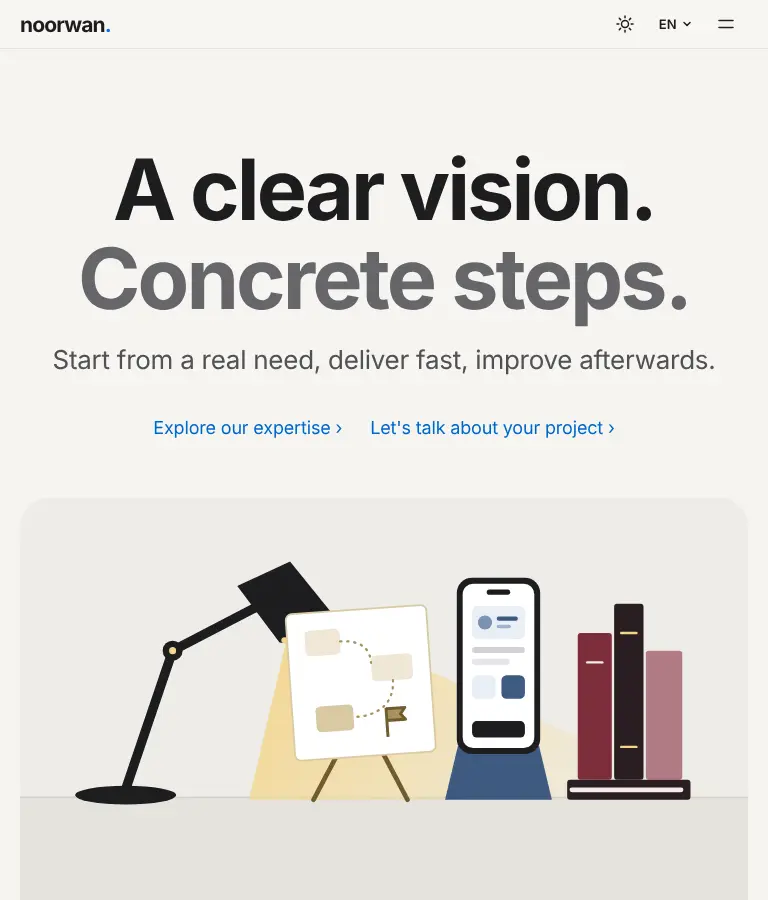 noorwan.
EN
A clear vision.
Concrete steps.
Start from a real need, deliver fast, improve afterwards.
Explore our expertise ›
Let's talk about your project ›